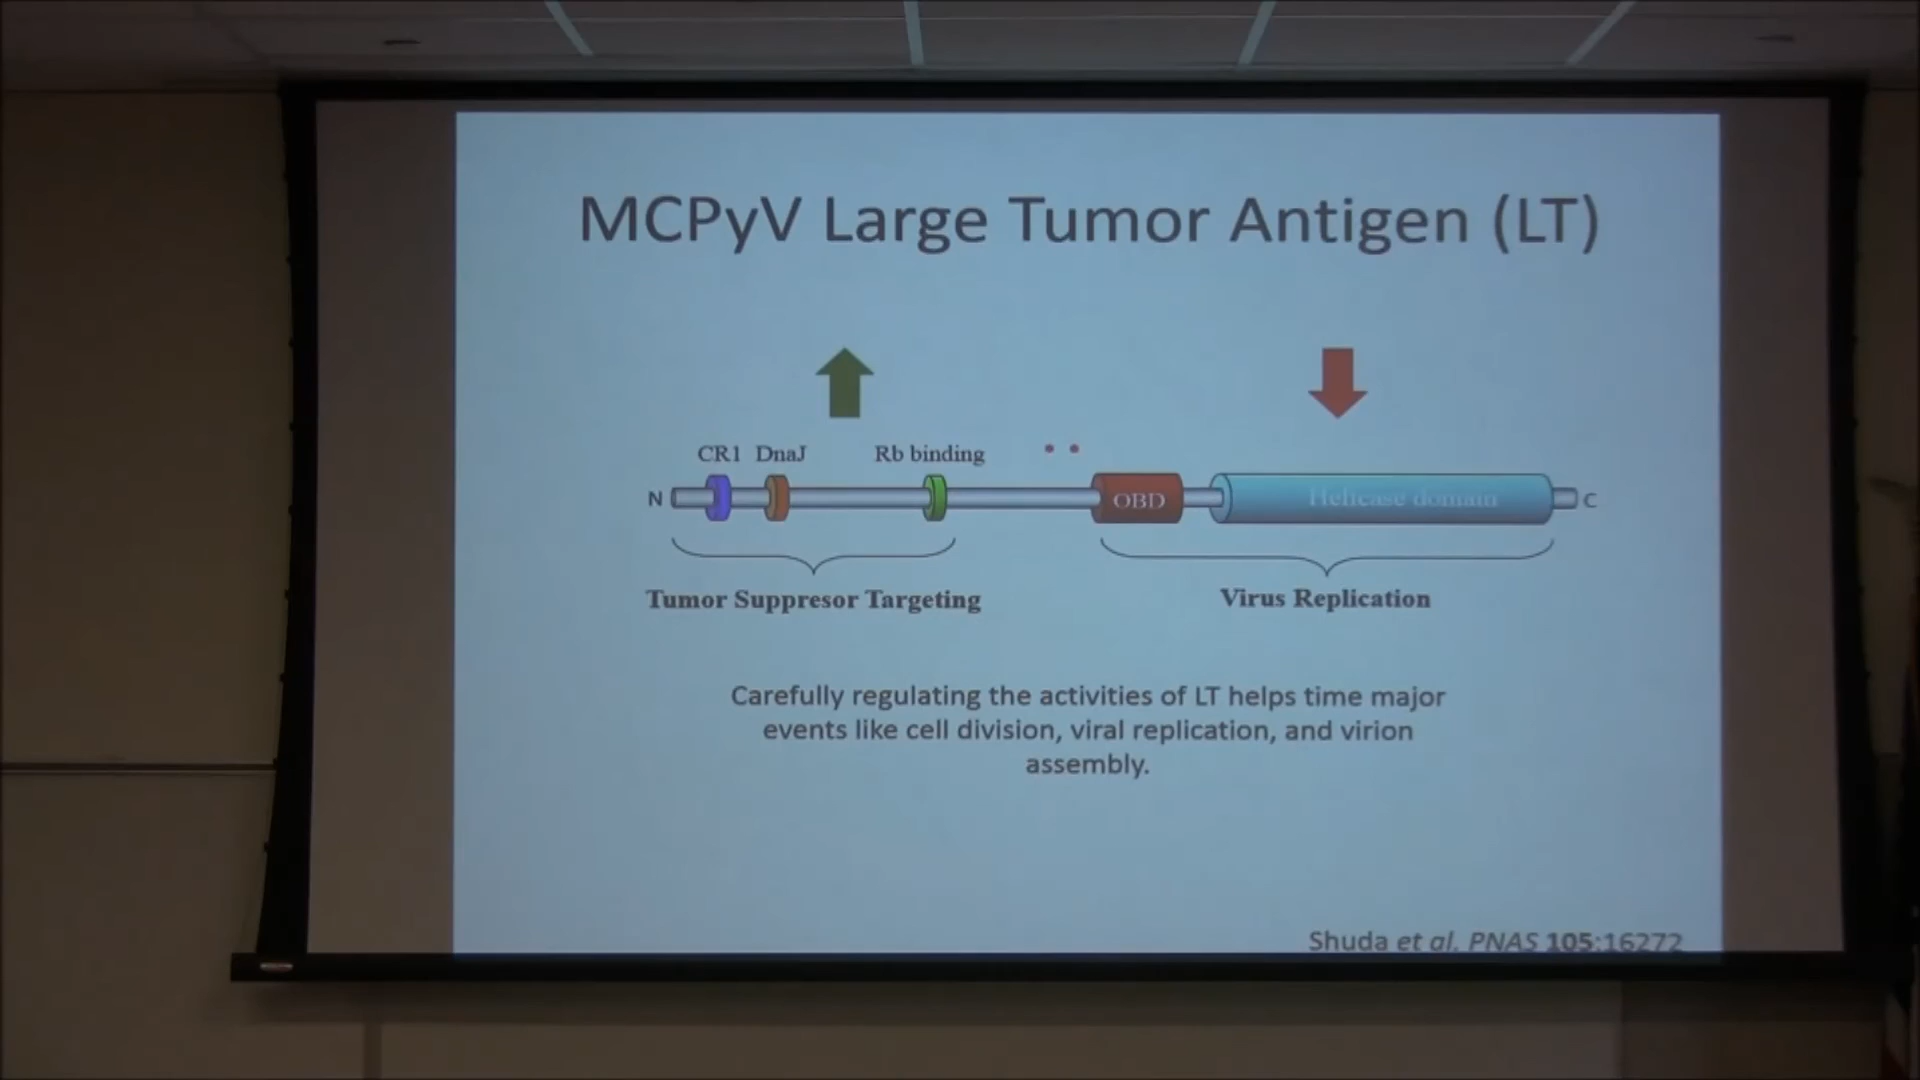 MCPyV Large Tumor Antigen (LT)
CR1 DnaJ Rb binding
N OBD Helicase domain C
Tumor Suppresor Targeting Virus Replication
Carefully regulating the activities of LT helps time major
events like cell division, viral replication, and virion
assembly.
Shuda et al. PNAS 105:16272